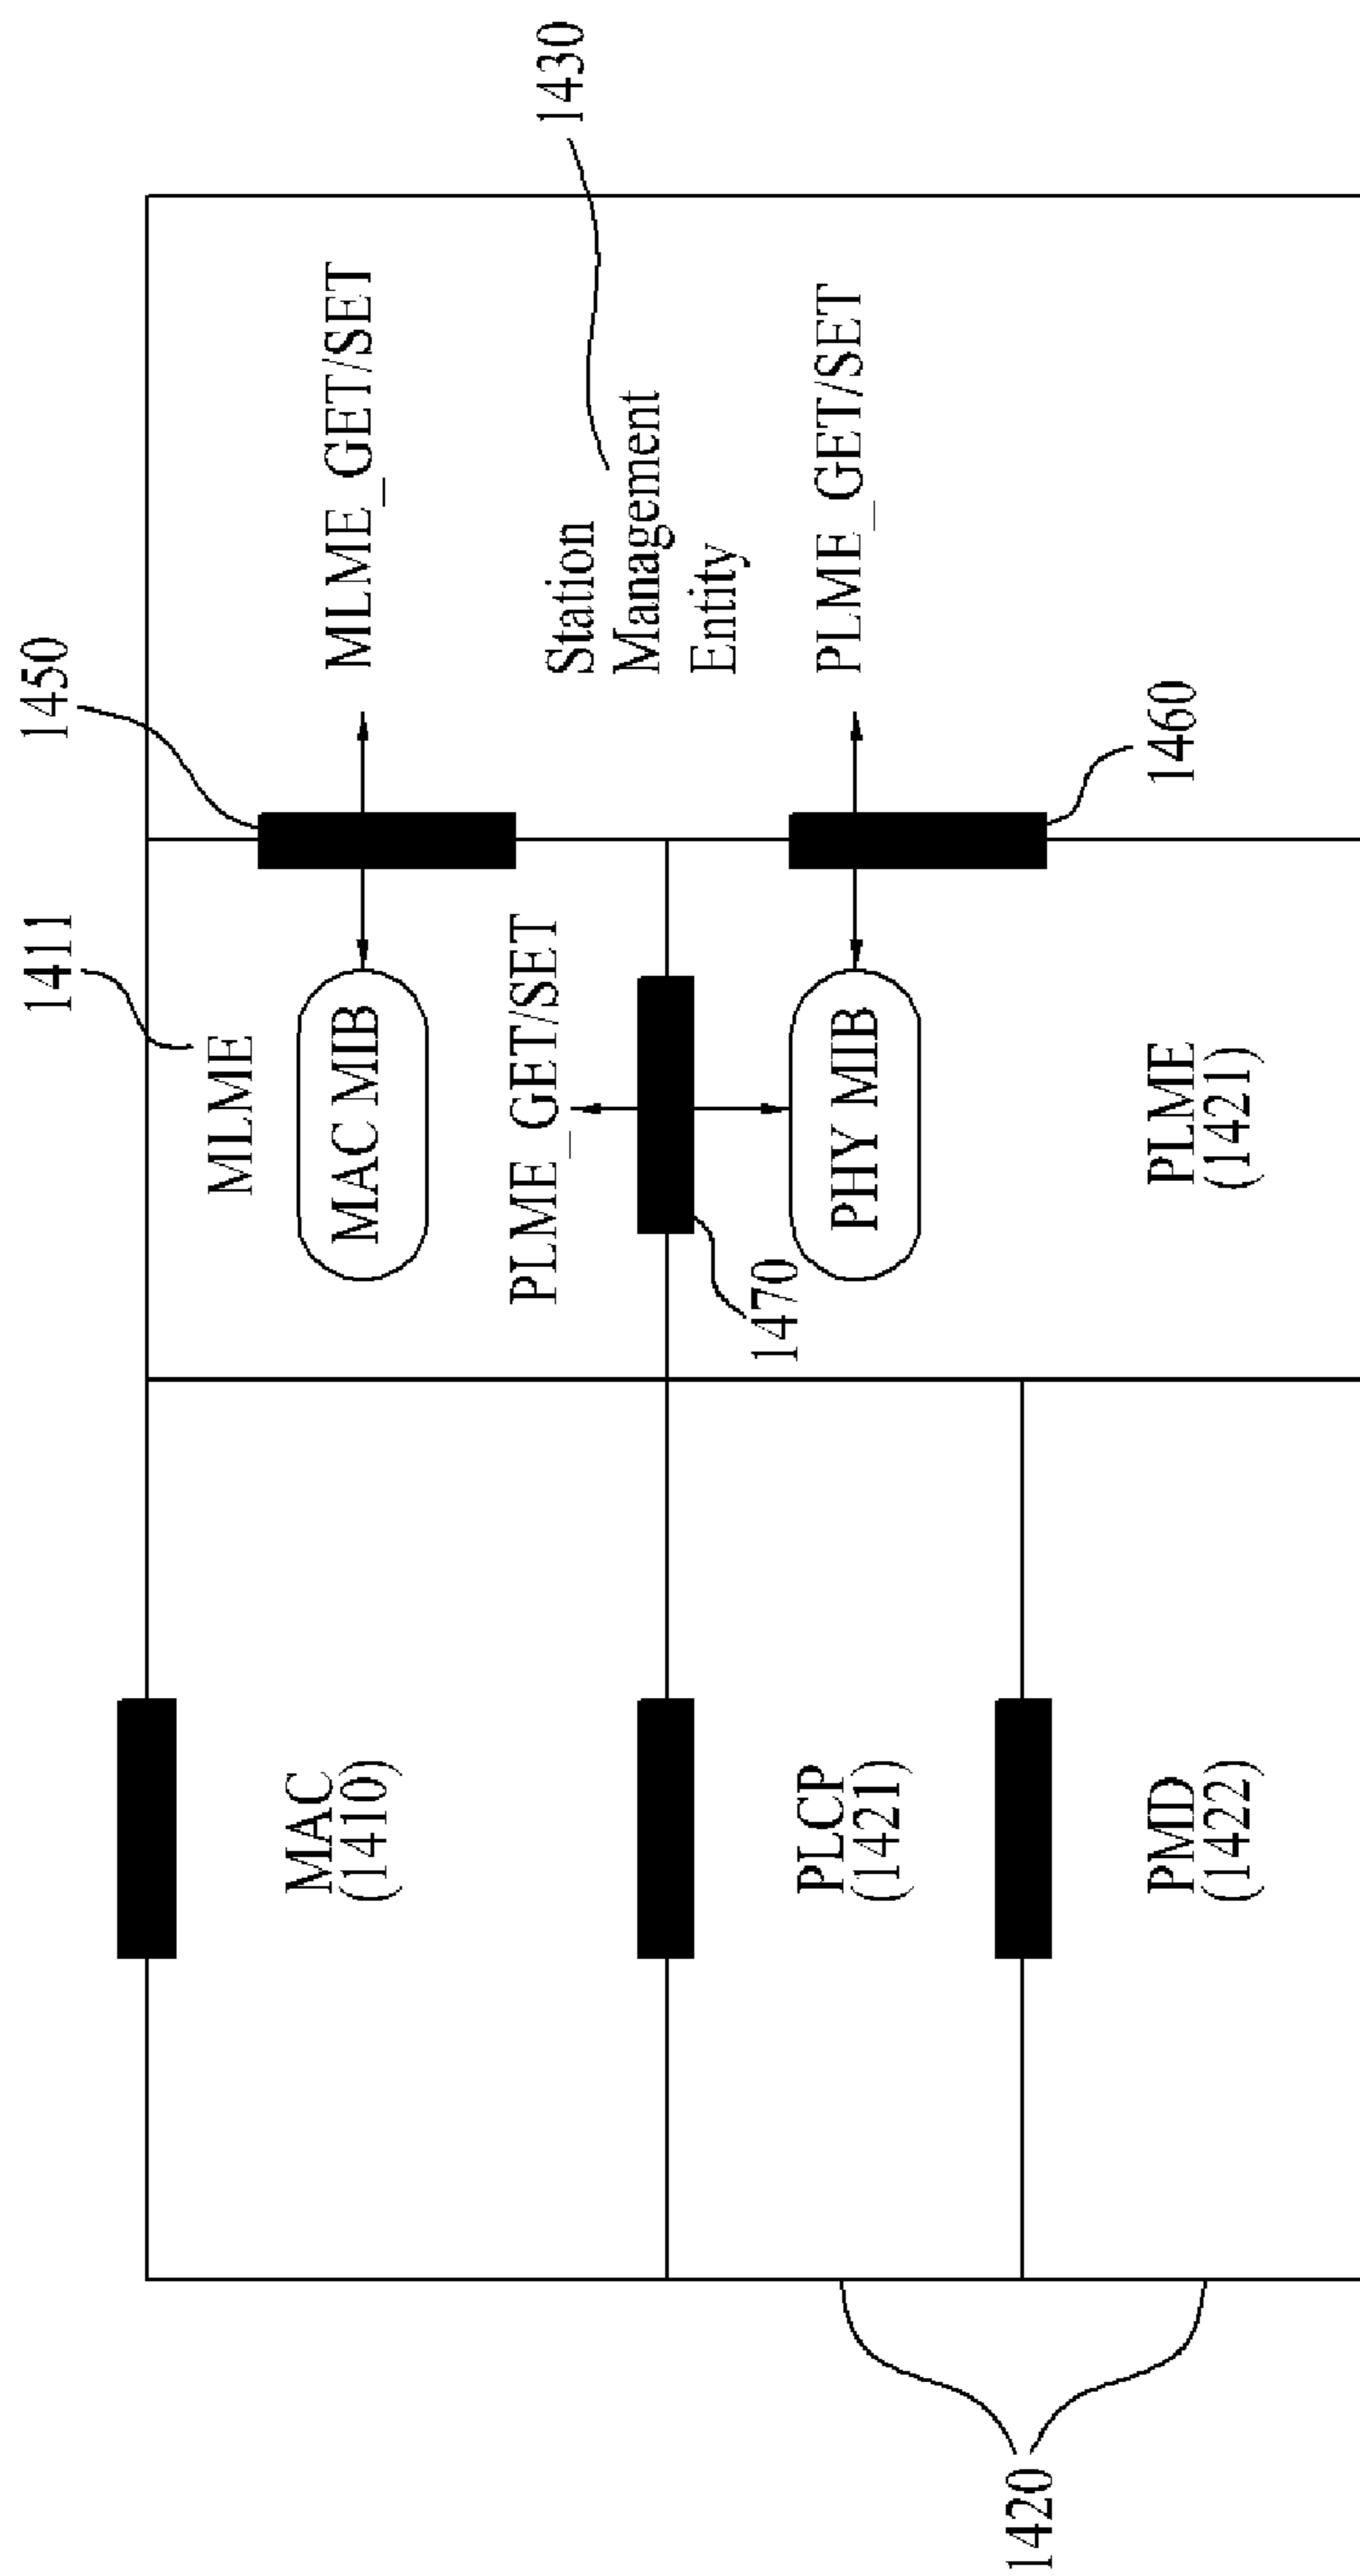 1411
1450
MLME
MAC
(1410)
MAC MIB
MLME_GET/SET
PLME_GET/SET
Station
Management
Entity
1430
1470
PLCP
(1421)
PHY MIB
PLME_GET/SET
1420
PMD
(1422)
PLME
(1421)
1460